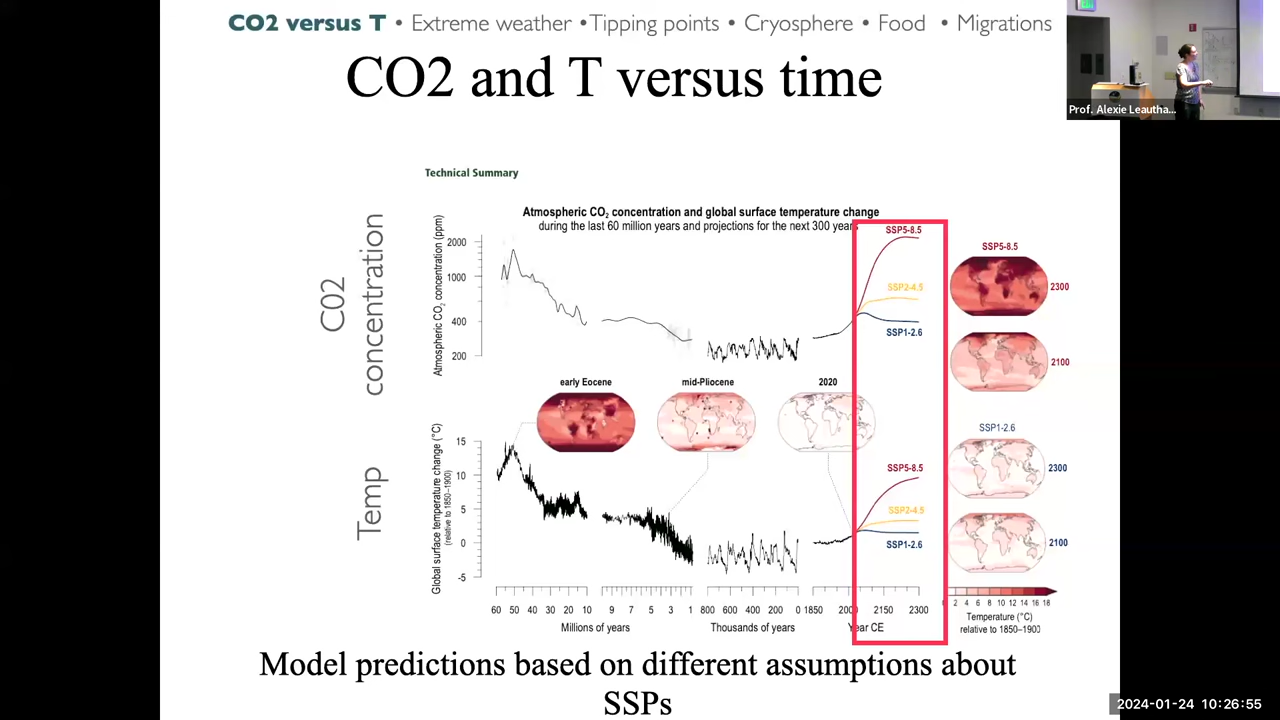 CO2 versus T • Extreme weather • Tipping points • Cryosphere • Food • Migrations
CO2 and T versus time
Prof. Alexie Leautha...
Technical Summary
Atmospheric CO2 concentration and global surface temperature change
during the last 60 million years and projections for the next 300 years
CO2
concentration
Atmospheric CO2 concentration (ppm)
2000
1000
400
200
SSP5-8.5
SSP2-4.5
SSP1-2.6
SSP5-8.5
2300
2100
early Eocene
mid-Pliocene
2020
Temp
Global surface temperature change (°C)
(relative to 1850–1900)
15
10
5
0
-5
SSP5-8.5
SSP2-4.5
SSP1-2.6
SSP1-2.6
2300
2100
60 50 40 30 20 10
9 7 5 3 1
800 600 400 200 0
1850 2000 2150 2300
Millions of years
Thousands of years
Year CE
2 4 6 8 10 12 14 16 18
Temperature (°C)
relative to 1850–1900
Model predictions based on different assumptions about
SSPs
2024-01-24 10:26:55